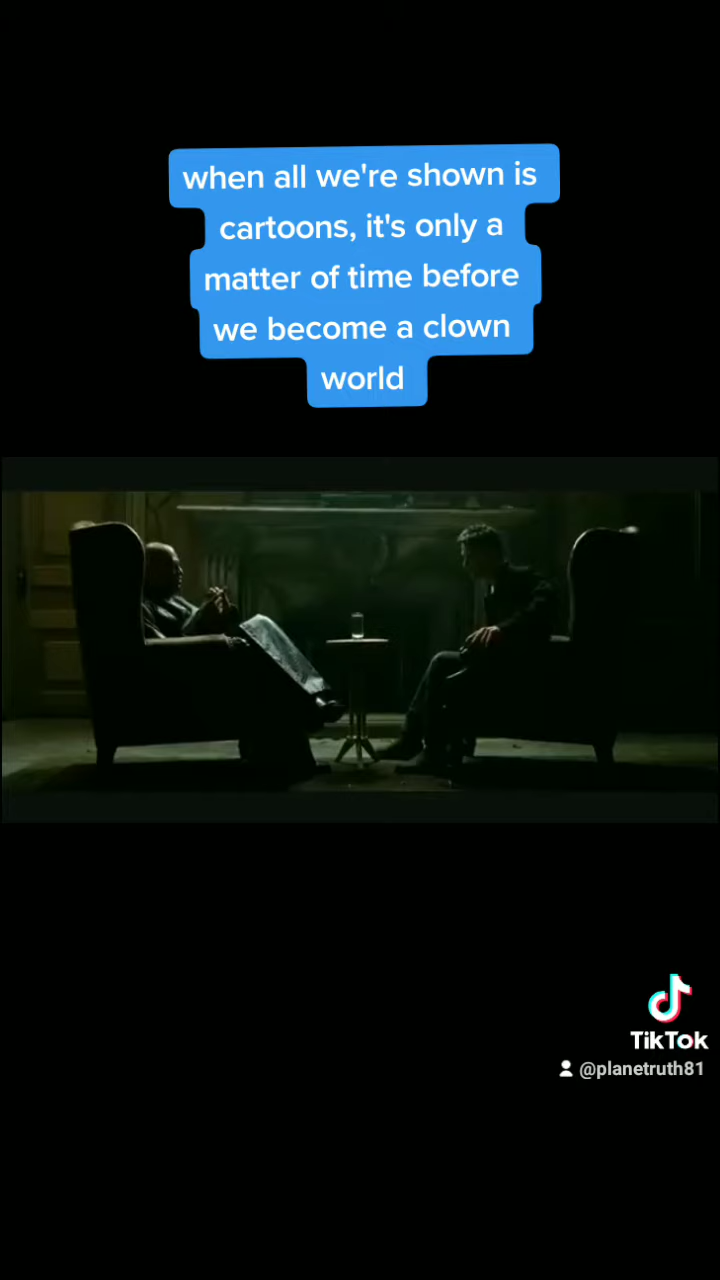 when all we're shown is
cartoons, it's only a
matter of time before
we become a clown
world
TikTok
@planetruth81